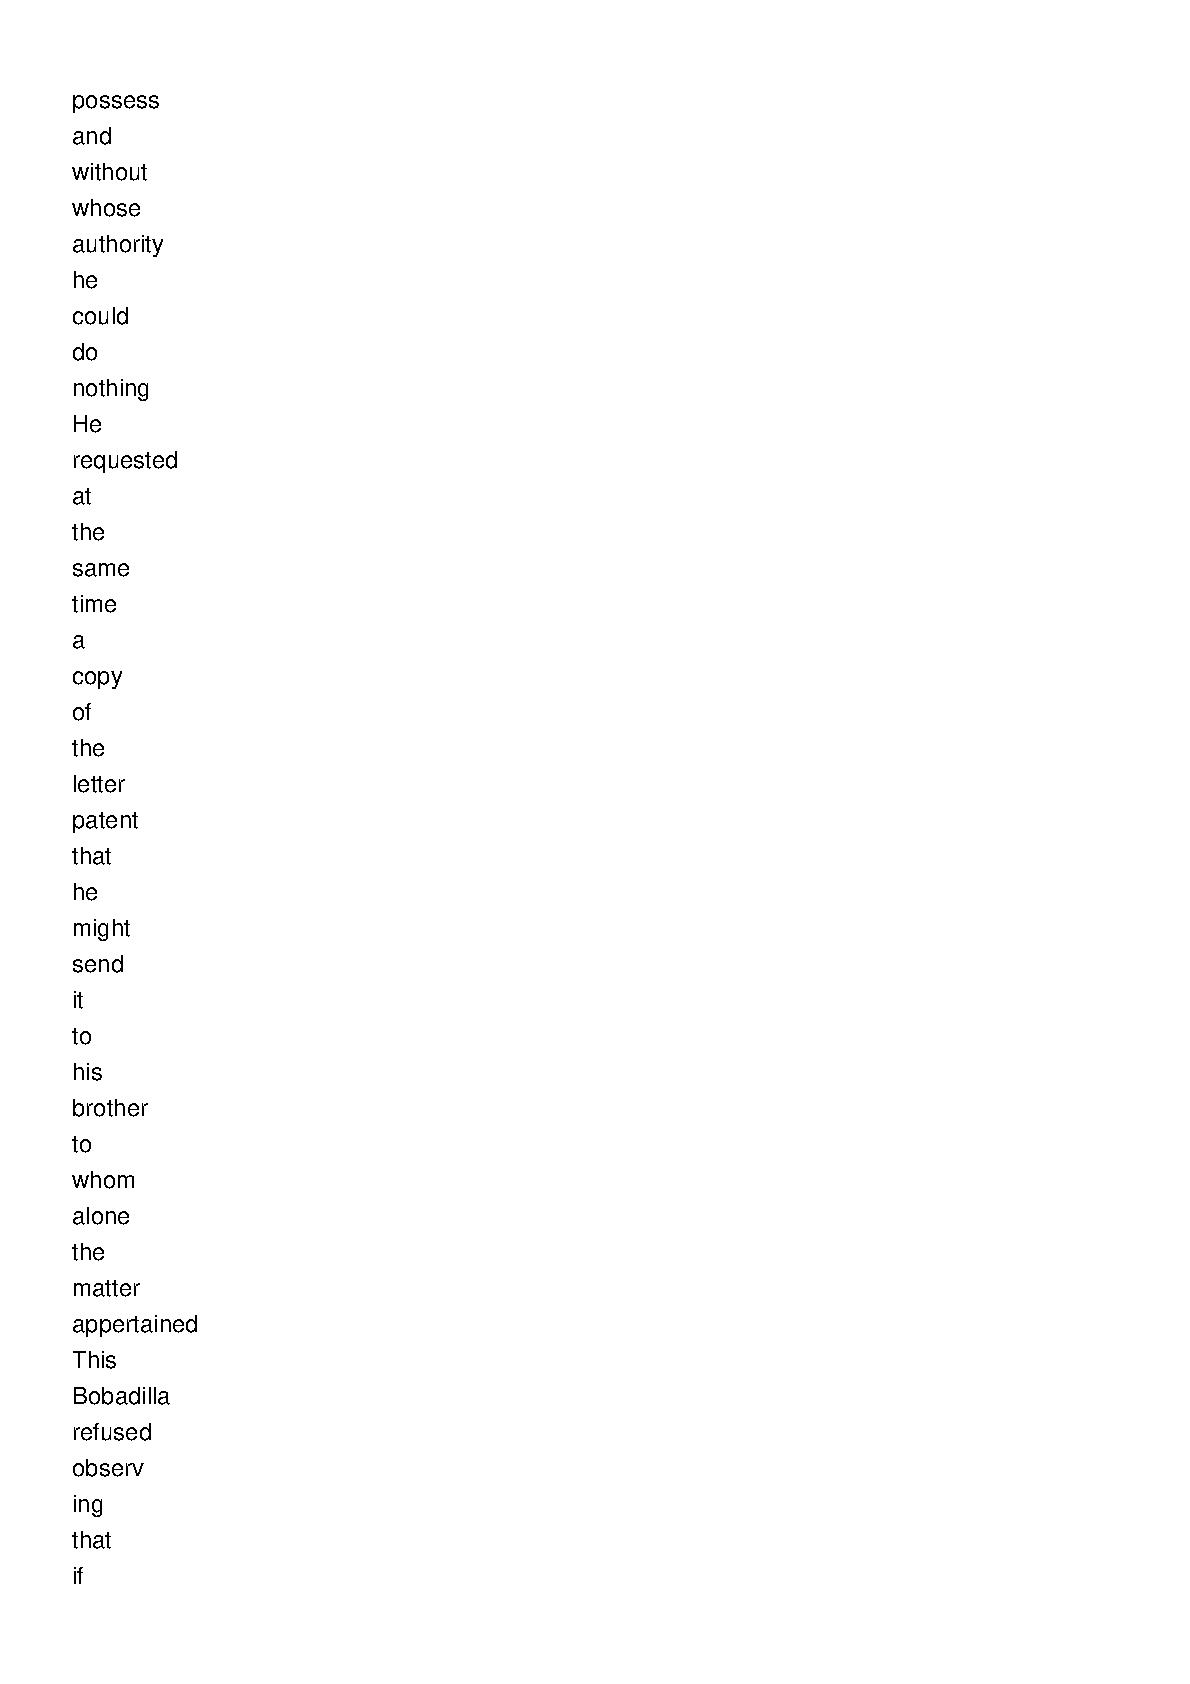 possess
and
without
whose
authority
he
could
do
nothing
He
requested
at
the
same
time
a
copy
of
the
letter
patent
that
he
might
send
it
to
his
brother
to
whom
alone
the
matter
appertained
This
Bobadilla
refused
observ
ing
that
if